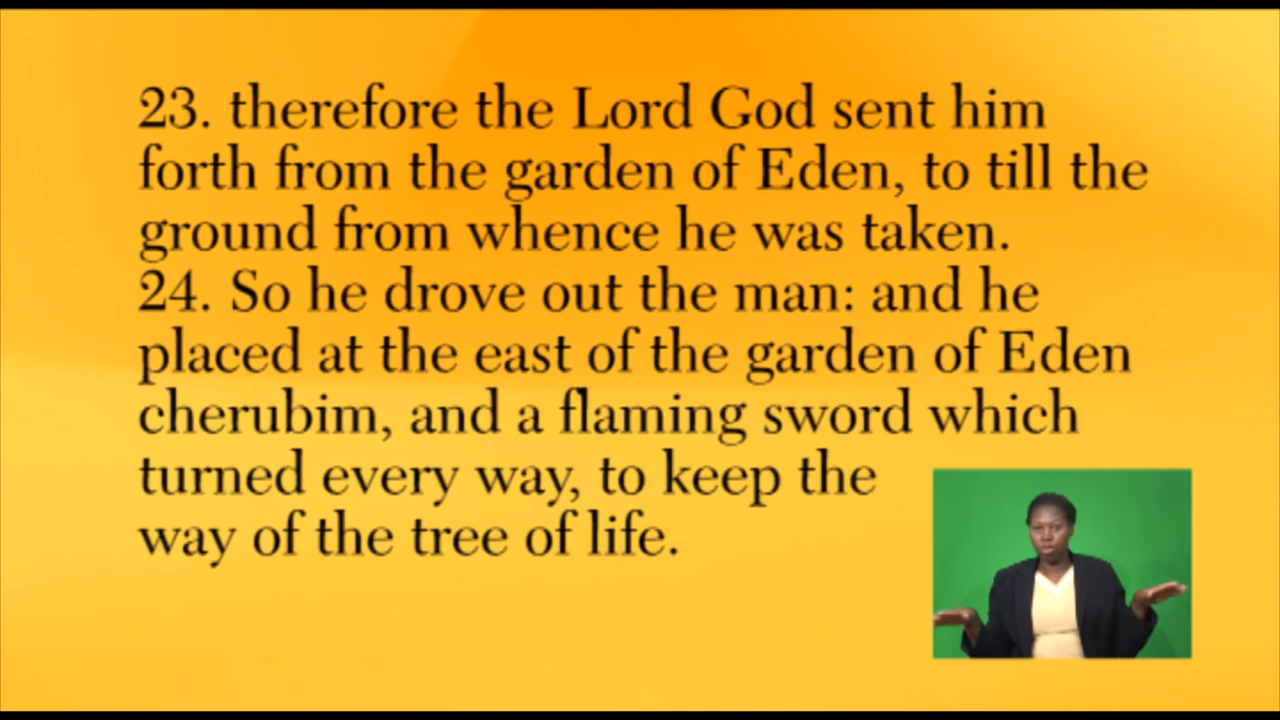 23. therefore the Lord God sent him
forth from the garden of Eden, to till the
ground from whence he was taken.
24. So he drove out the man: and he
placed at the east of the garden of Eden
cherubim, and a flaming sword which
turned every way, to keep the
way of the tree of life.